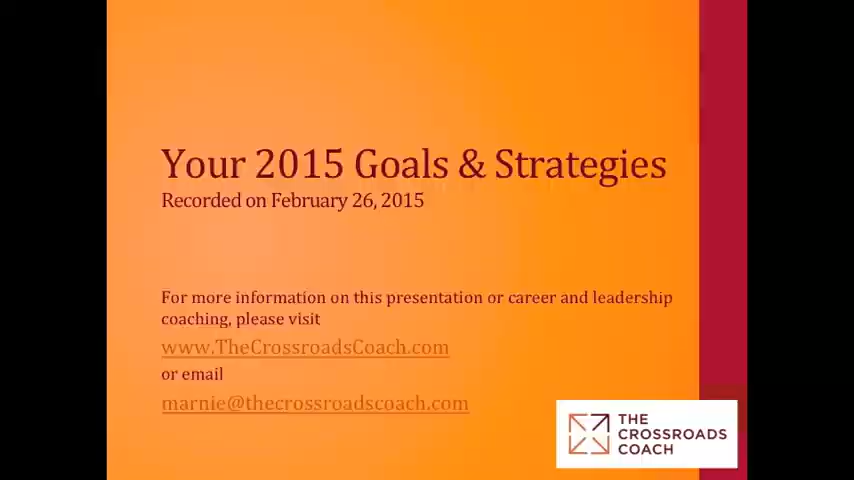 Your 2015 Goals & Strategies
Recorded on February 26, 2015
For more information on this presentation or career and leadership
coaching, please visit
www.TheCrossroadsCoach.com
or email
marnie@thecrossroadscoach.com
THE
CROSSROADS
COACH